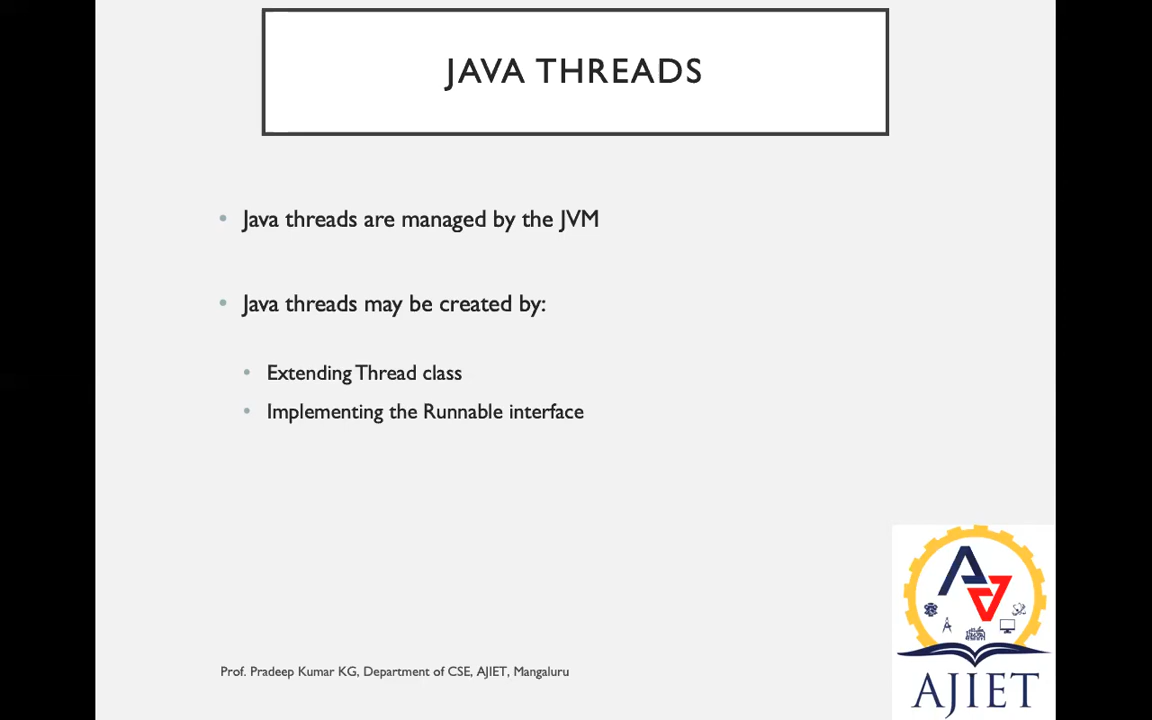 JAVA THREADS
• Java threads are managed by the JVM
• Java threads may be created by:
• Extending Thread class
• Implementing the Runnable interface
Prof. Pradeep Kumar KG, Department of CSE, AJIET, Mangaluru
AJIET